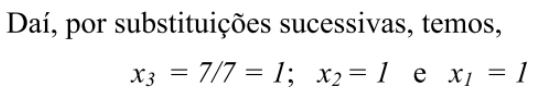 Daí, por substituições sucessivas, temos,
x₃ = 7/7 = 1; x₂ = 1 e x₁ = 1